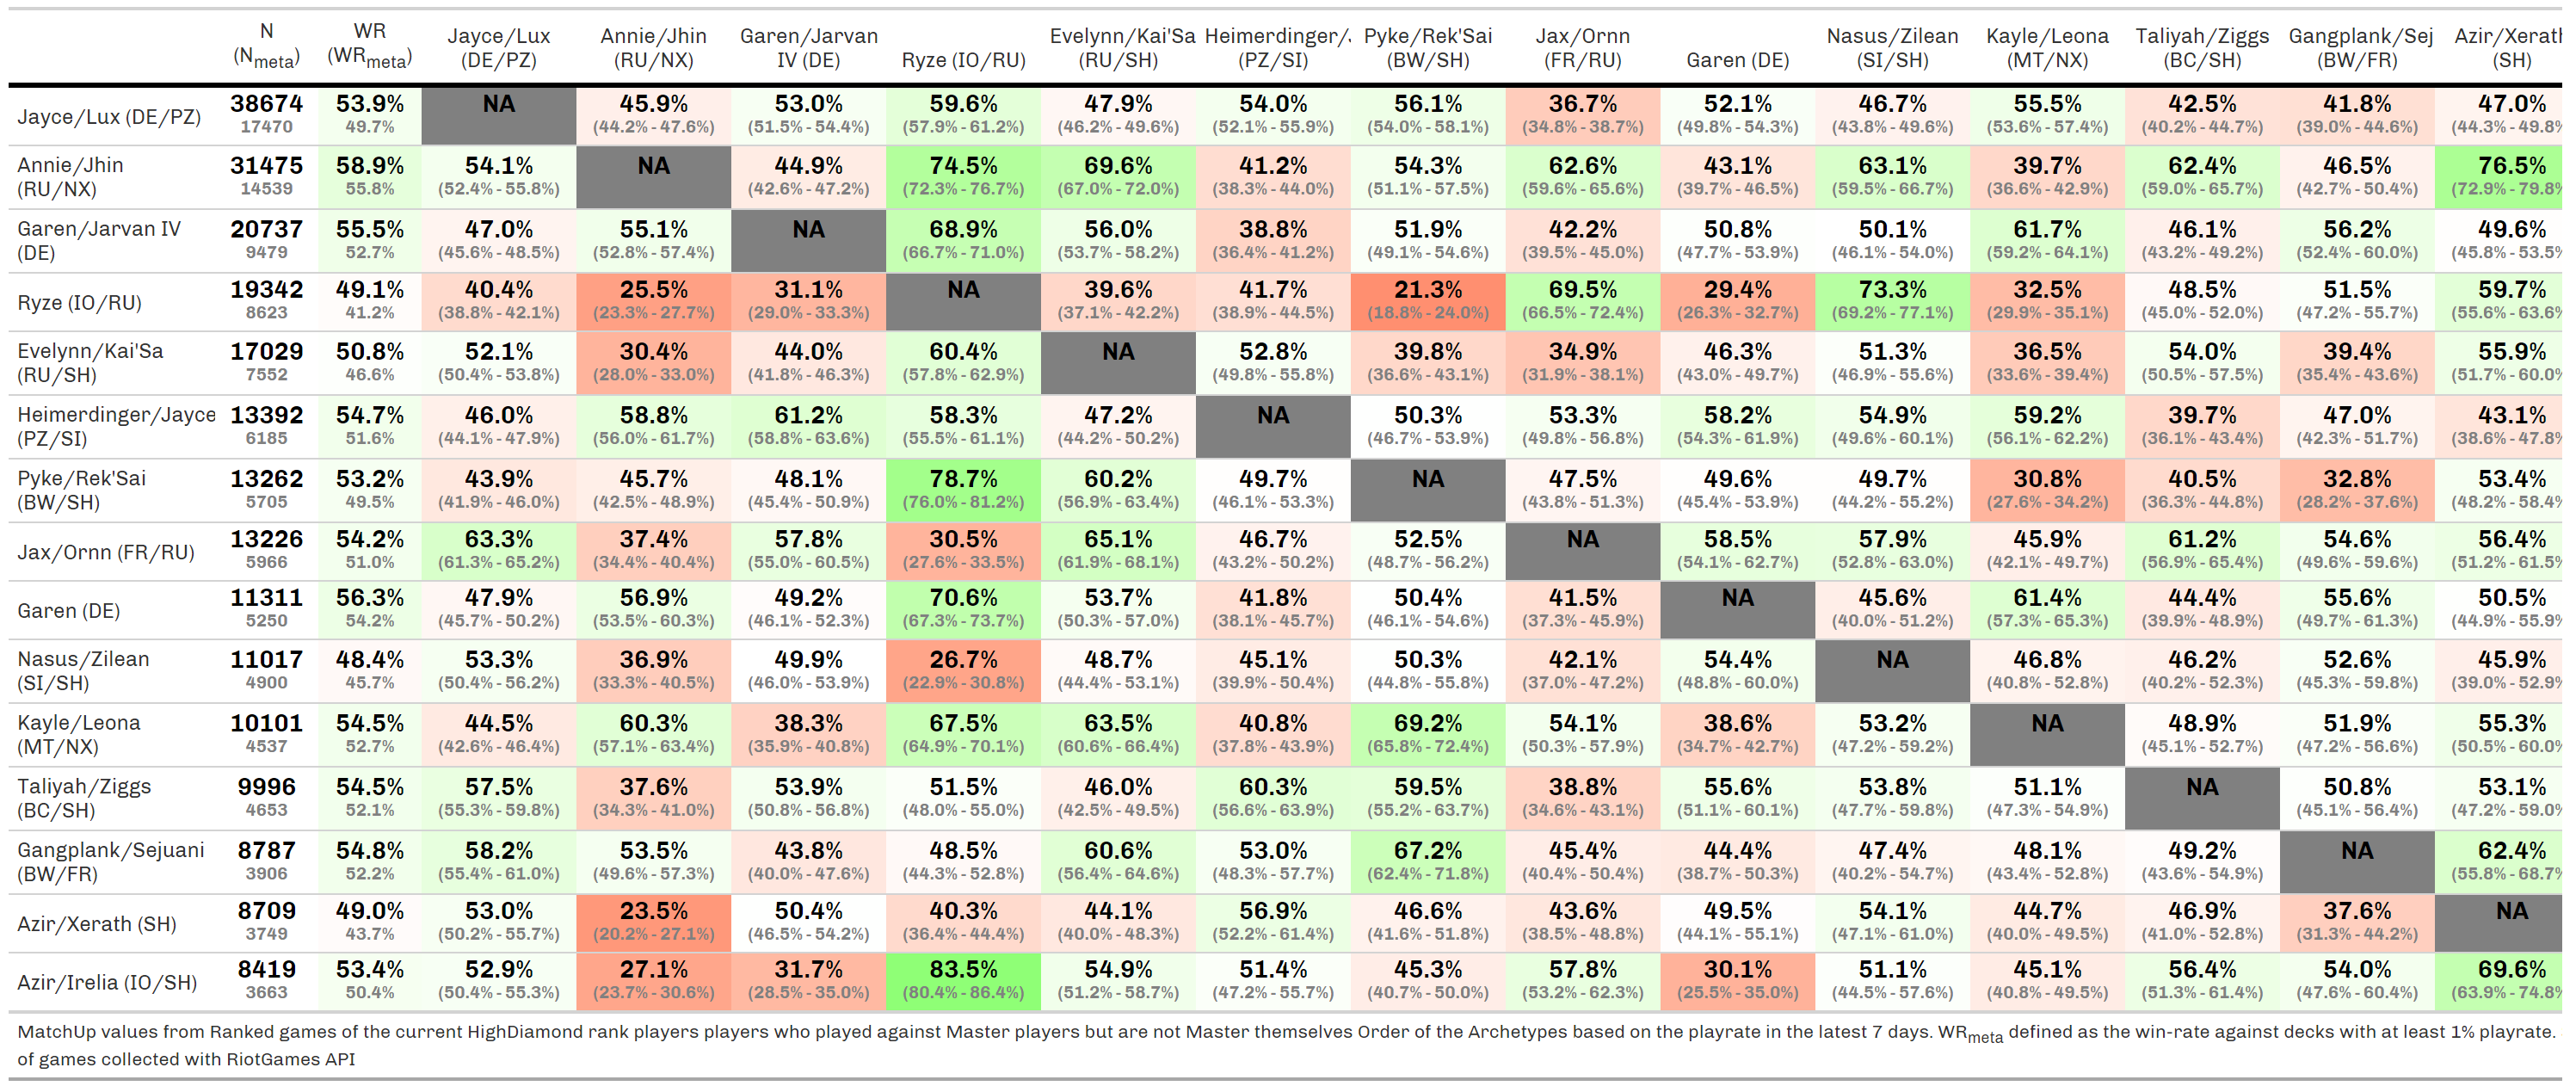 N WR Jayce/Lux Annie/Jhin Garen/Jarvan Evelynn/Kai'Sa Heimerdinger/ Pyke/Rek'Sai Jax/Ornn Nasus/Zilean Kayle/Leona Taliyah/Ziggs Gangplank/Sej Azir/Xerath
(Nmeta) (WRmeta) (DE/PZ) (RU/NX) IV (DE) Ryze (IO/RU) (RU/SH) (PZ/SI) (BW/SH) (FR/RU) Garen (DE) (SI/SH) (MT/NX) (BC/SH) (BW/FR) (SH)
Jayce/Lux (DE/PZ) 38674 53.9% NA 45.9% 53.0% 59.6% 47.9% 54.0% 56.1% 36.7% 52.1% 46.7% 55.5% 42.5% 41.8% 47.0%
17470 49.7% (44.2% - 47.6%) (51.5% - 54.4%) (57.9% - 61.2%) (46.2% - 49.6%) (52.1% - 55.9%) (54.0% - 58.1%) (34.8% - 38.7%) (49.8% - 54.3%) (43.8% - 49.6%) (53.6% - 57.4%) (40.2% - 44.7%) (39.0% - 44.6%) (44.3% - 49.8%
Annie/Jhin 31475 58.9% 54.1% NA 44.9% 74.5% 69.6% 41.2% 54.3% 62.6% 43.1% 63.1% 39.7% 62.4% 46.5% 76.5%
(RU/NX) 14539 55.8% (52.4% - 55.8%) (42.6% - 47.2%) (72.3% - 76.7%) (67.0% - 72.0%) (38.3% - 44.0%) (51.1% - 57.5%) (59.6% - 65.6%) (39.7% - 46.5%) (59.5% - 66.7%) (36.6% - 42.9%) (59.0% - 65.7%) (42.7% - 50.4%) (72.9% - 79.8%
Garen/Jarvan IV 20737 55.5% 47.0% 55.1% NA 68.9% 56.0% 38.8% 51.9% 42.2% 50.8% 50.1% 61.7% 46.1% 56.2% 49.6%
(DE) 9479 52.7% (45.6% - 48.5%) (52.8% - 57.4%) (66.7% - 71.0%) (53.7% - 58.2%) (36.4% - 41.2%) (49.1% - 54.6%) (39.5% - 45.0%) (47.7% - 53.9%) (46.1% - 54.0%) (59.2% - 64.1%) (43.2% - 49.2%) (52.4% - 60.0%) (45.8% - 53.5%
Ryze (IO/RU) 19342 49.1% 40.4% 25.5% 31.1% NA 39.6% 41.7% 21.3% 69.5% 29.4% 73.3% 32.5% 48.5% 51.5% 59.7%
8623 41.2% (38.8% - 42.1%) (23.3% - 27.7%) (29.0% - 33.3%) (37.1% - 42.2%) (38.9% - 44.5%) (18.8% - 24.0%) (66.5% - 72.4%) (26.3% - 32.7%) (69.2% - 77.1%) (29.9% - 35.1%) (45.0% - 52.0%) (47.2% - 55.7%) (55.6% - 63.6%
Evelynn/Kai'Sa 17029 50.8% 52.1% 30.4% 44.0% 60.4% NA 52.8% 39.8% 34.9% 46.3% 51.3% 36.5% 54.0% 39.4% 55.9%
(RU/SH) 7552 46.6% (50.4% - 53.8%) (28.0% - 33.0%) (41.8% - 46.3%) (57.8% - 62.9%) (49.8% - 55.8%) (36.6% - 43.1%) (31.9% - 38.1%) (43.0% - 49.7%) (46.9% - 55.6%) (33.6% - 39.4%) (50.5% - 57.5%) (35.4% - 43.6%) (51.7% - 60.0%
Heimerdinger/Jayce 13392 54.7% 46.0% 58.8% 61.2% 58.3% 47.2% NA 50.3% 53.3% 58.2% 54.9% 59.2% 39.7% 47.0% 43.1%
(PZ/SI) 6185 51.6% (44.1% - 47.9%) (56.0% - 61.7%) (58.8% - 63.6%) (55.5% - 61.1%) (44.2% - 50.2%) (46.7% - 53.9%) (49.8% - 56.8%) (54.3% - 61.9%) (49.6% - 60.1%) (56.1% - 62.2%) (36.1% - 43.4%) (42.3% - 51.7%) (38.6% - 47.8%
Pyke/Rek'Sai 13262 53.2% 43.9% 45.7% 48.1% 78.7% 60.2% 49.7% NA 47.5% 49.6% 49.7% 30.8% 40.5% 32.8% 53.4%
(BW/SH) 5705 49.5% (41.9% - 46.0%) (42.5% - 48.9%) (45.4% - 50.9%) (76.0% - 81.2%) (56.9% - 63.4%) (46.1% - 53.3%) (43.8% - 51.3%) (45.4% - 53.9%) (44.2% - 55.2%) (27.6% - 34.2%) (36.3% - 44.8%) (28.2% - 37.6%) (48.2% - 58.4%
Jax/Ornn (FR/RU) 13226 54.2% 63.3% 37.4% 57.8% 30.5% 65.1% 46.7% 52.5% NA 58.5% 57.9% 45.9% 61.2% 54.6% 56.4%
5966 51.0% (61.3% - 65.2%) (34.4% - 40.4%) (55.0% - 60.5%) (27.6% - 33.5%) (61.9% - 68.1%) (43.2% - 50.2%) (48.7% - 56.2%) (54.1% - 62.7%) (52.8% - 63.0%) (42.1% - 49.7%) (56.9% - 65.4%) (49.6% - 59.6%) (51.2% - 61.5%
Garen (DE) 11311 56.3% 47.9% 56.9% 49.2% 70.6% 53.7% 41.8% 50.4% 41.5% NA 45.6% 61.4% 44.4% 55.6% 50.5%
5250 54.2% (45.7% - 50.2%) (53.5% - 60.3%) (46.1% - 52.3%) (67.3% - 73.7%) (50.3% - 57.0%) (38.1% - 45.7%) (46.1% - 54.6%) (37.3% - 45.9%) (40.0% - 51.2%) (57.3% - 65.3%) (39.9% - 48.9%) (49.7% - 61.3%) (44.9% - 55.9%
Nasus/Zilean 11017 48.4% 53.3% 36.9% 49.9% 26.7% 48.7% 45.1% 50.3% 42.1% 54.4% NA 46.8% 46.2% 52.6% 45.9%
(SI/SH) 4900 45.7% (50.4% - 56.2%) (33.3% - 40.5%) (46.0% - 53.9%) (22.9% - 30.8%) (44.4% - 53.1%) (39.9% - 50.4%) (44.8% - 55.8%) (37.0% - 47.2%) (48.8% - 60.0%) (40.8% - 52.8%) (40.2% - 52.3%) (45.3% - 59.8%) (39.0% - 52.9%
Kayle/Leona 10101 54.5% 44.5% 60.3% 38.3% 67.5% 63.5% 40.8% 69.2% 54.1% 38.6% 53.2% NA 48.9% 51.9% 55.3%
(MT/NX) 4537 52.7% (42.6% - 46.4%) (57.1% - 63.4%) (35.9% - 40.8%) (64.9% - 70.1%) (60.6% - 66.4%) (37.8% - 43.9%) (65.8% - 72.4%) (50.3% - 57.9%) (34.7% - 42.7%) (47.2% - 59.2%) (45.1% - 52.7%) (47.2% - 56.6%) (50.5% - 60.0%
Taliyah/Ziggs 9996 54.5% 57.5% 37.6% 53.9% 51.5% 46.0% 60.3% 59.5% 38.8% 55.6% 53.8% 51.1% NA 50.8% 53.1%
(BC/SH) 4653 52.1% (55.3% - 59.8%) (34.3% - 41.0%) (50.8% - 56.8%) (48.0% - 55.0%) (42.5% - 49.5%) (56.6% - 63.9%) (55.2% - 63.7%) (34.6% - 43.1%) (51.1% - 60.1%) (47.7% - 59.8%) (47.3% - 54.9%) (45.1% - 56.4%) (47.2% - 59.0%
Gangplank/Sejuani 8787 54.8% 58.2% 53.5% 43.8% 48.5% 60.6% 53.0% 67.2% 45.4% 44.4% 47.4% 48.1% 49.2% NA 62.4%
(BW/FR) 3906 52.2% (55.4% - 61.0%) (49.6% - 57.3%) (40.0% - 47.6%) (44.3% - 52.8%) (56.4% - 64.6%) (48.3% - 57.7%) (62.4% - 71.8%) (40.4% - 50.4%) (38.7% - 50.3%) (40.2% - 54.7%) (43.4% - 52.8%) (43.6% - 54.9%) (55.8% - 68.7%
Azir/Xerath (SH) 8709 49.0% 53.0% 23.5% 50.4% 40.3% 44.1% 56.9% 46.6% 43.6% 49.5% 54.1% 44.7% 46.9% 37.6% NA
3749 43.7% (50.2% - 55.7%) (20.2% - 27.1%) (46.5% - 54.2%) (36.4% - 44.4%) (40.0% - 48.3%) (52.2% - 61.4%) (41.6% - 51.8%) (38.5% - 48.8%) (44.1% - 55.1%) (47.1% - 61.0%) (40.0% - 49.5%) (41.0% - 52.8%) (31.3% - 44.2%)
Azir/Irelia (IO/SH) 8419 53.4% 52.9% 27.1% 31.7% 83.5% 54.9% 51.4% 45.3% 57.8% 30.1% 51.1% 45.1% 56.4% 54.0% 69.6%
3663 50.4% (50.4% - 55.3%) (23.7% - 30.6%) (28.5% - 35.0%) (80.4% - 86.4%) (51.2% - 58.7%) (47.2% - 55.7%) (40.7% - 50.0%) (53.2% - 62.3%) (25.5% - 35.0%) (44.5% - 57.6%) (40.8% - 49.5%) (51.3% - 61.4%) (47.6% - 60.4%) (63.9% - 74.8%
MatchUp values from Ranked games of the current HighDiamond rank players players who played against Master players but are not Master themselves Order of the Archetypes based on the playrate in the latest 7 days. WRmeta defined as the win-rate against decks with at least 1% playrate.
of games collected with RiotGames API